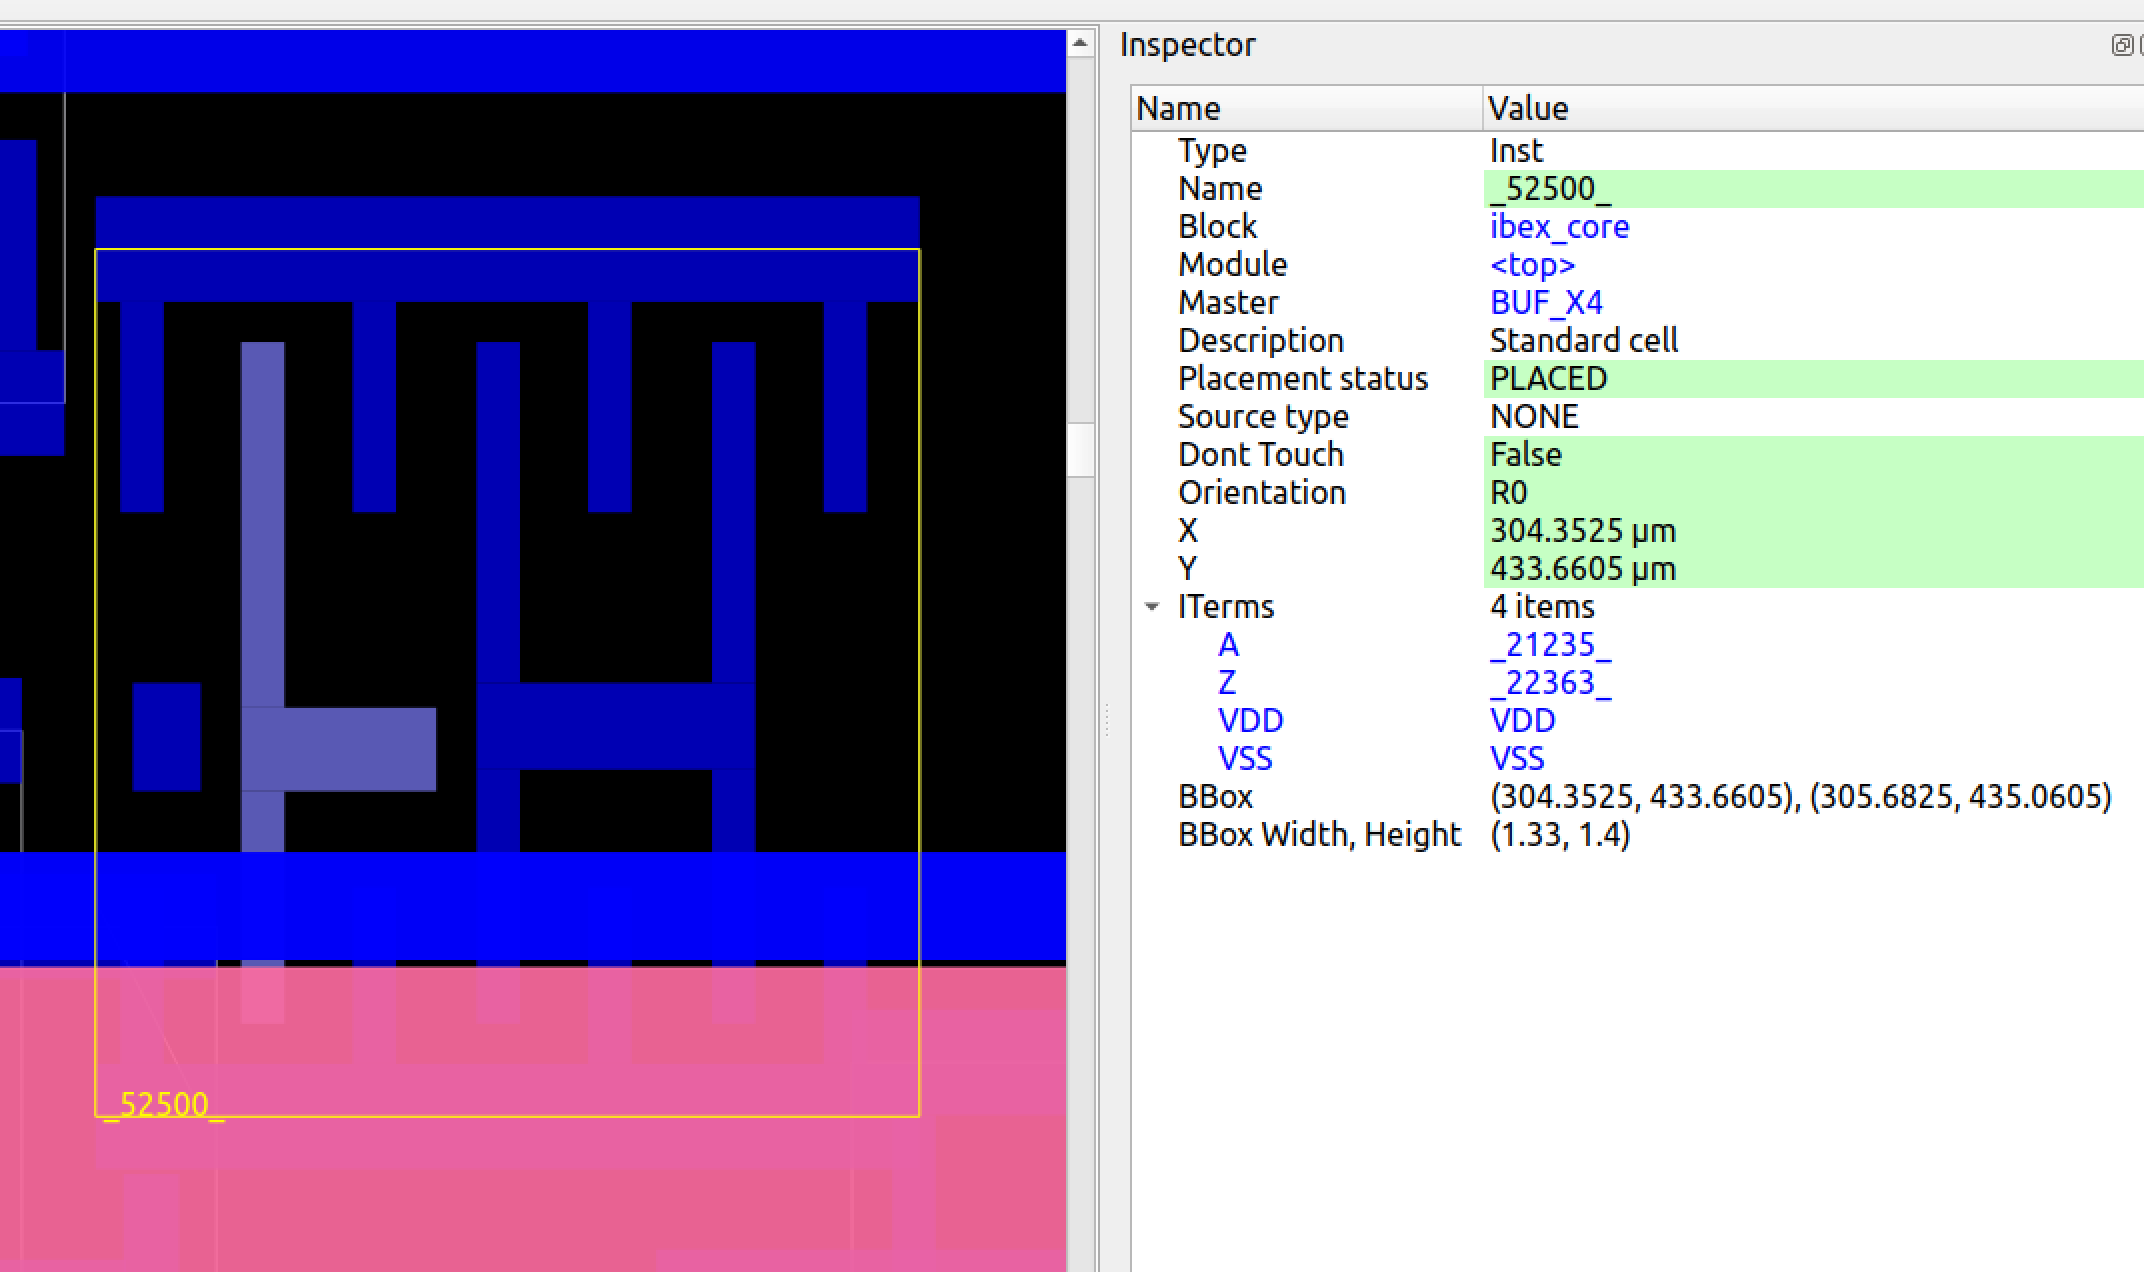 Inspector
Name Value
Type Inst
Name _52500_
Block ibex_core
Module <top>
Master BUF_X4
Description Standard cell
Placement status PLACED
Source type NONE
Dont Touch False
Orientation R0
X 304.3525 μm
Y 433.6605 μm
ITerms 4 items
A _21235_
Z _22363_
VDD VDD
VSS VSS
BBox (304.3525, 433.6605), (305.6825, 435.0605)
BBox Width, Height (1.33, 1.4)
_52500_